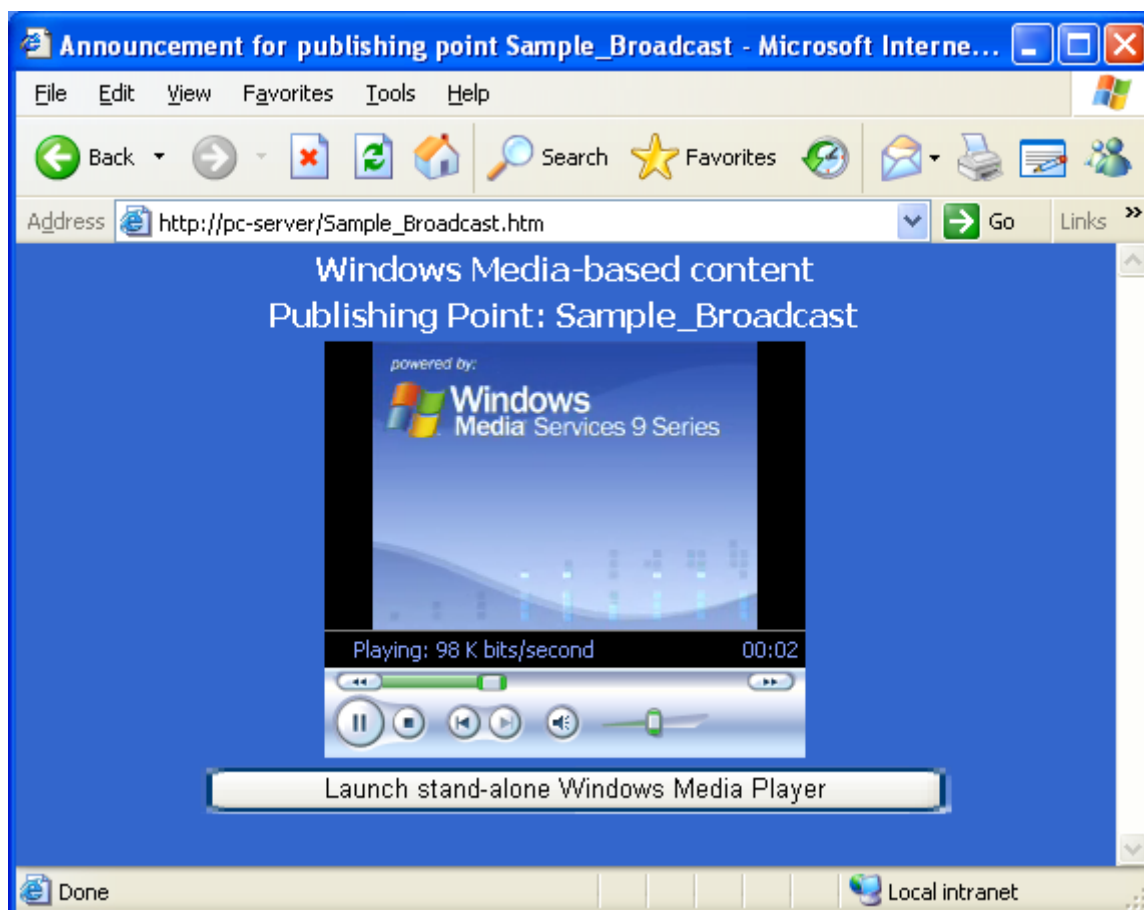 Announcement for publishing point Sample_Broadcast - Microsoft Interne...
File Edit View Favorites Tools Help
Back Search Favorites
Address http://pc-server/Sample_Broadcast.htm Go Links »
Windows Media-based content
Publishing Point: Sample_Broadcast
powered by:
Windows
Media Services 9 Series
Playing: 98 K bits/second 00:02
Launch stand-alone Windows Media Player
Done Local intranet